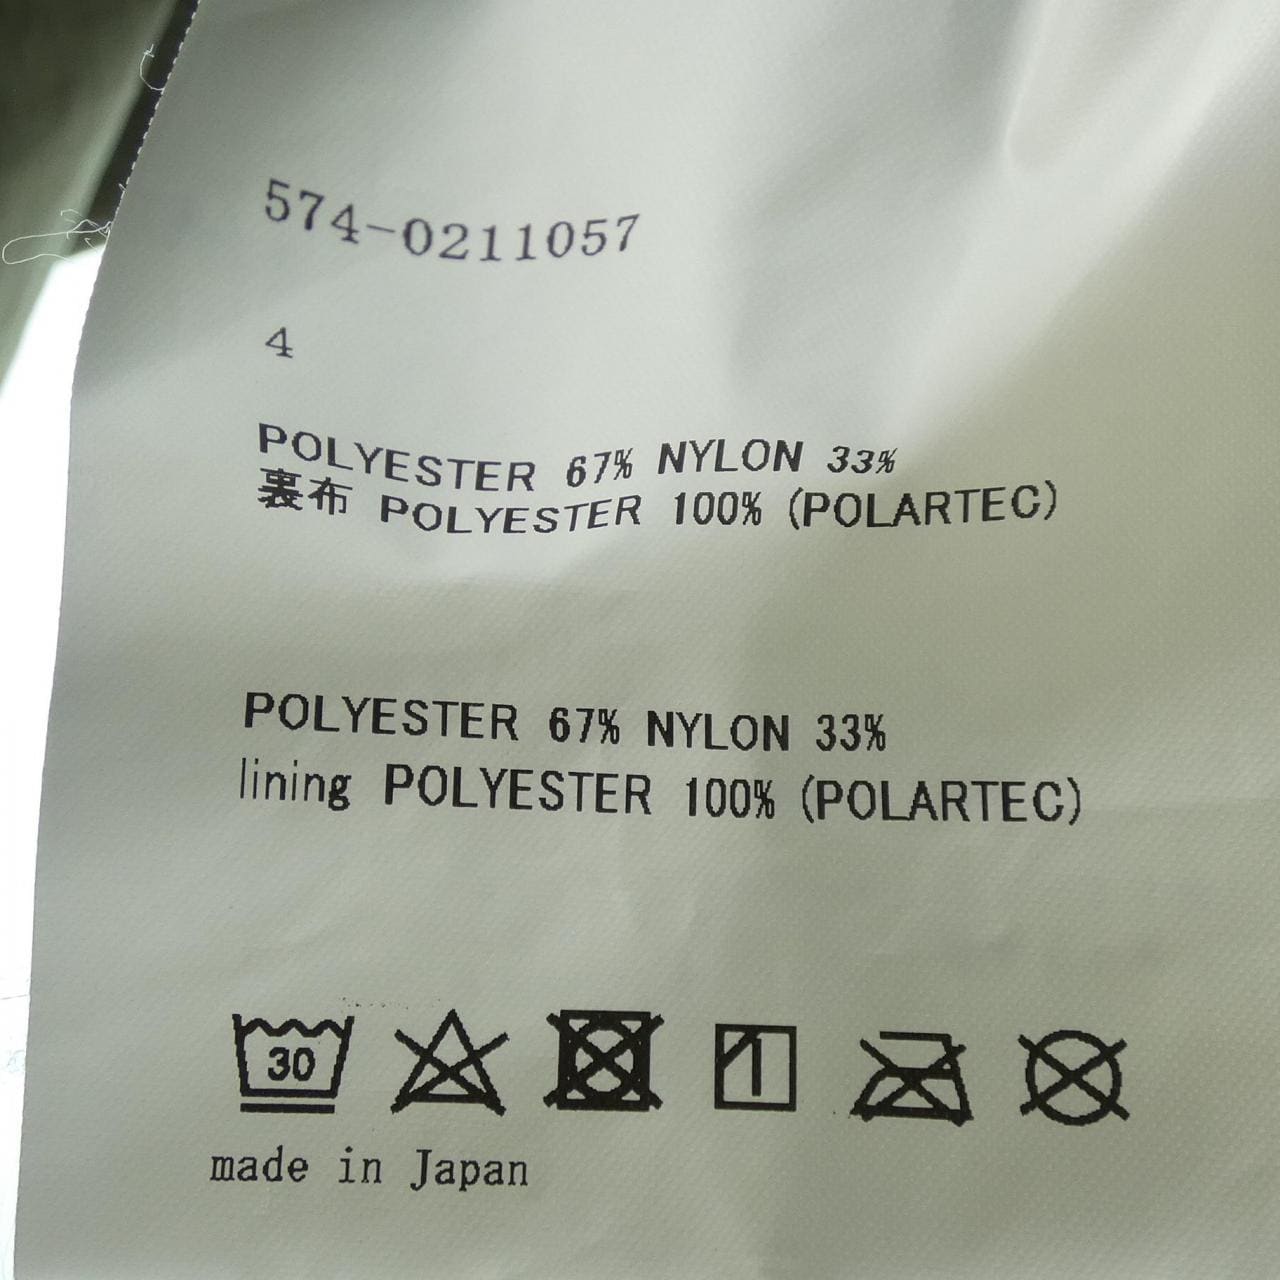 574-0211057
4
POLYESTER 67% NYLON 33%
裏布 POLYESTER 100% (POLARTEC)
POLYESTER 67% NYLON 33%
lining POLYESTER 100% (POLARTEC)
30
made in Japan